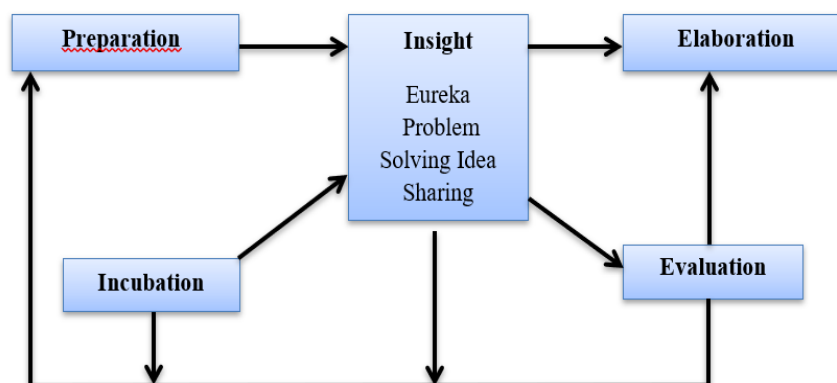 Preparation
Insight
Eureka
Problem
Solving Idea
Sharing
Elaboration
Incubation
Evaluation